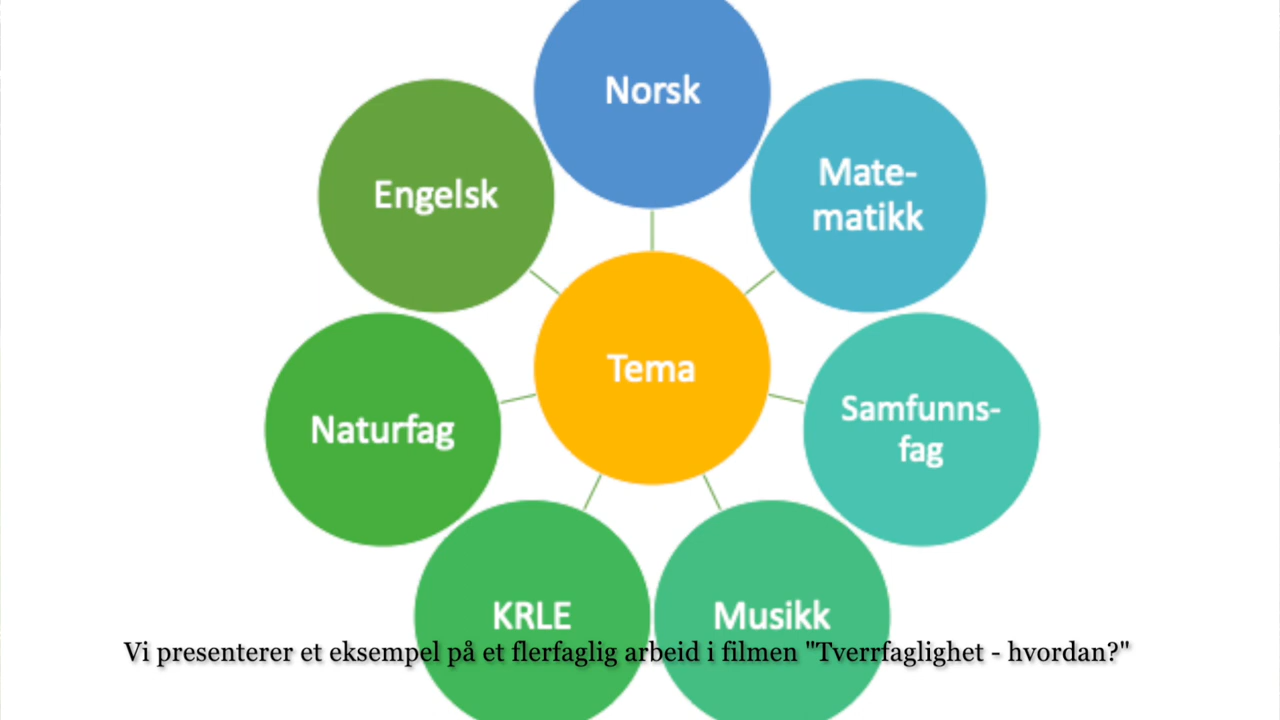 Norsk
Mate-
matikk
Engelsk
Tema
Samfunns-
fag
Naturfag
KRLE
Musikk
Vi presenterer et eksempel på et flerfaglig arbeid i filmen "Tverrfaglighet - hvordan?"